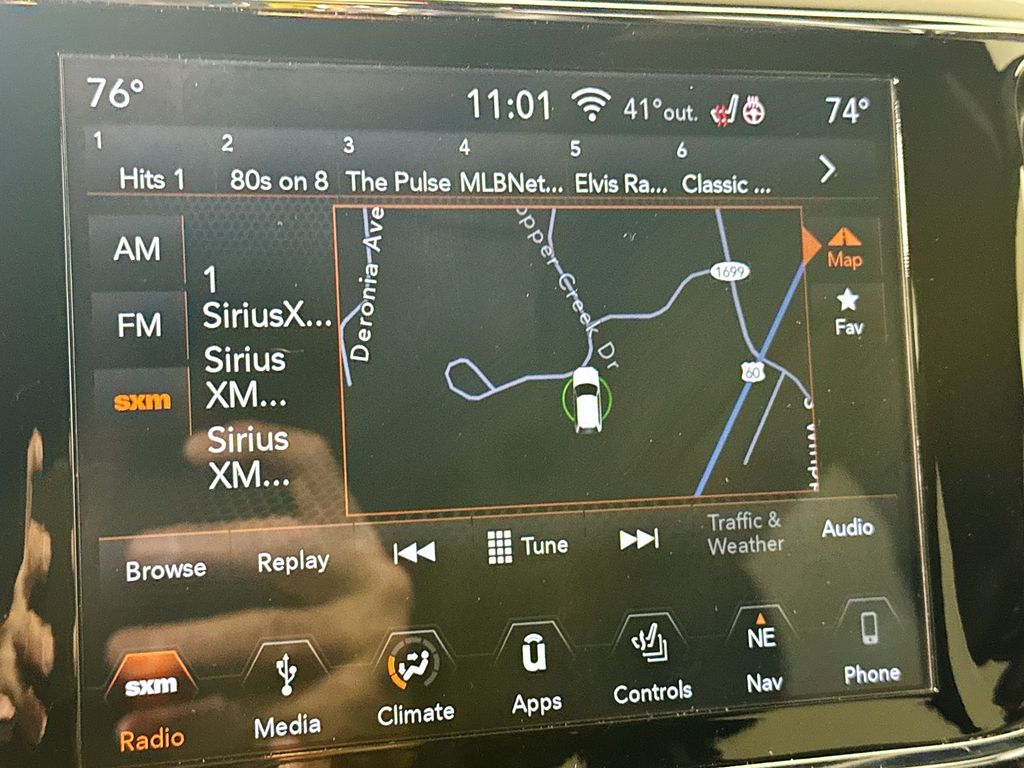 76°
11:01
41°out.
74°
1
2
3
4
5
6
Hits 1
80s on 8
The Pulse
MLBNet...
Elvis Ra...
Classic ...
AM
FM
sxm
1
SiriusX...
Sirius
XM...
Sirius
XM...
Deronia Ave
opper Creek Dr
1699
60
Map
Fav
Browse
Replay
Tune
Traffic &
Weather
Audio
sxm
Radio
Media
Climate
ū
Apps
Controls
NE
Nav
Phone